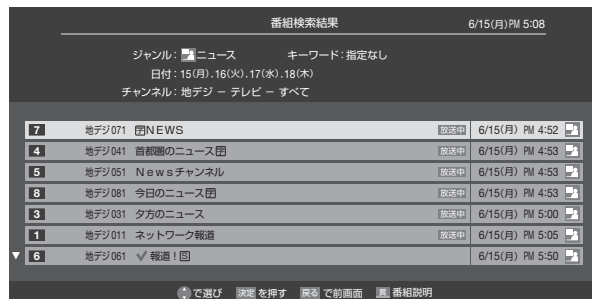 番組検索結果 6/15(月)PM 5:08
ジャンル：ニュース キーワード：指定なし
日付：15(月).16(火).17(水).18(木)
チャンネル：地デジ － テレビ － すべて
7 地デジ071 🈑NEWS 放送中 6/15(月) PM 4:52
4 地デジ041 首都圏のニュース🈑 放送中 6/15(月) PM 4:53
5 地デジ051 Newsチャンネル 放送中 6/15(月) PM 4:53
8 地デジ081 今日のニュース🈑 放送中 6/15(月) PM 4:53
3 地デジ031 夕方のニュース 放送中 6/15(月) PM 5:00
1 地デジ011 ネットワーク報道 放送中 6/15(月) PM 5:05
▼ 6 地デジ061 ✓報道！🅂 6/15(月) PM 5:50
で選び 決定 を押す 戻る で前画面 黄 番組説明